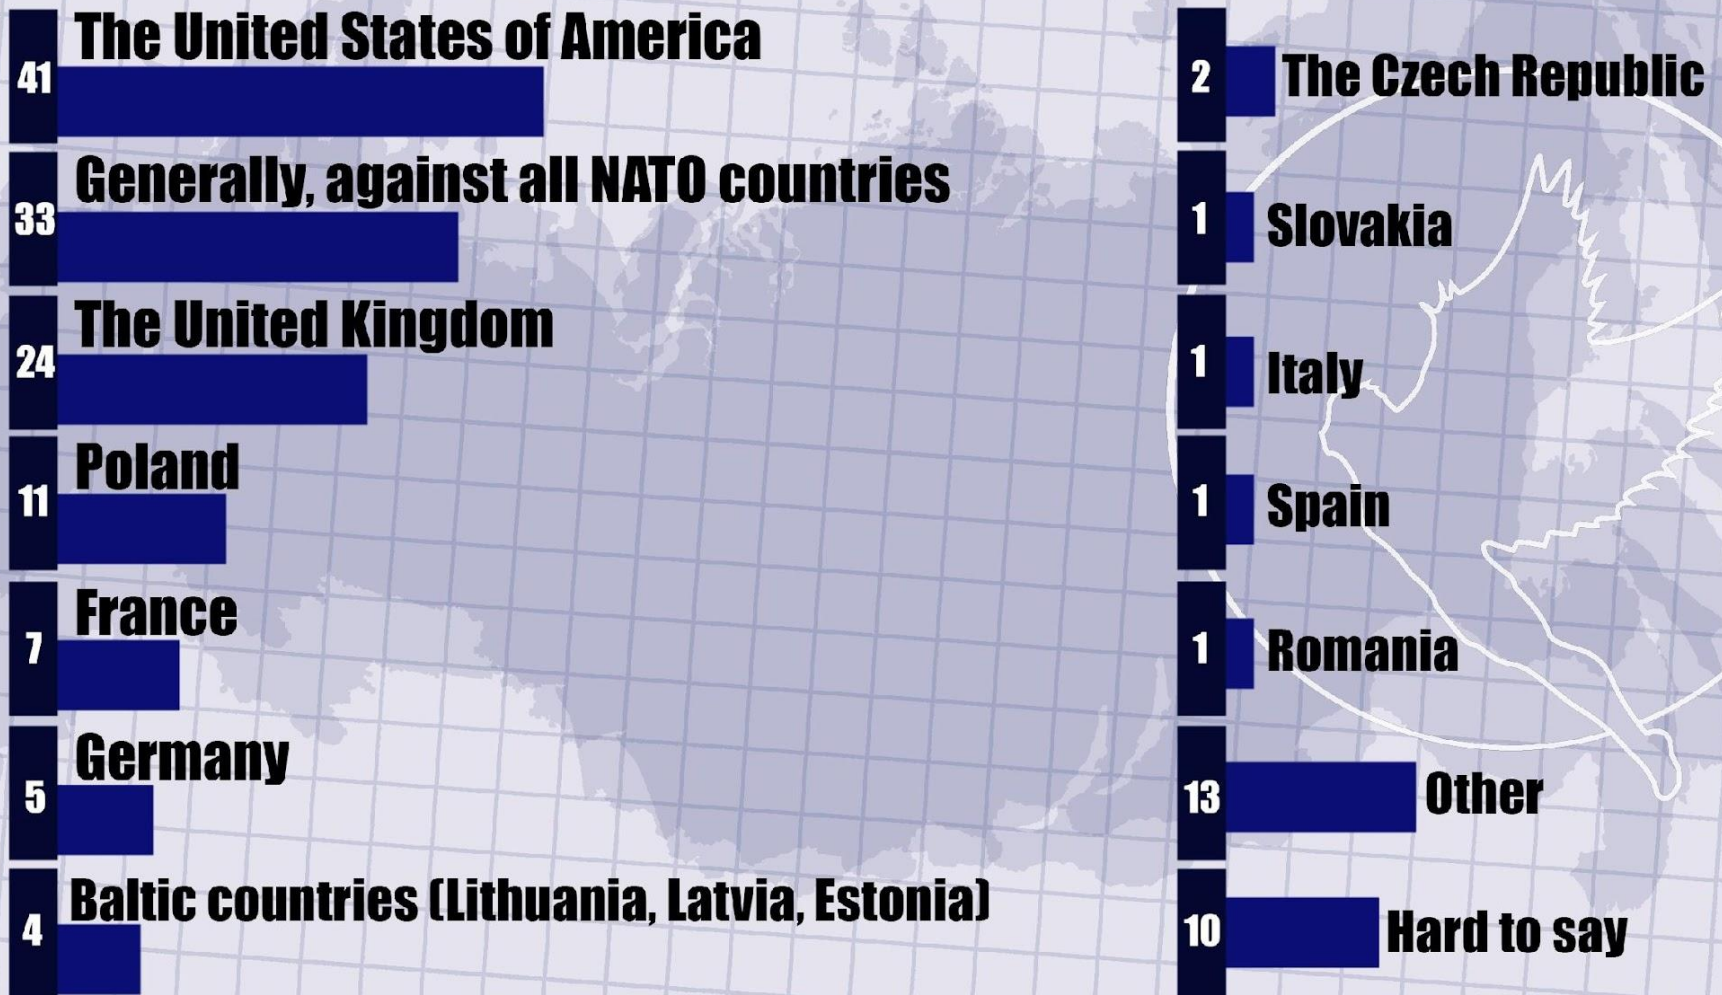 The United States of America
41
Generally, against all NATO countries
33
The United Kingdom
24
Poland
11
France
7
Germany
5
Baltic countries (Lithuania, Latvia, Estonia)
4
2 The Czech Republic
1 Slovakia
1 Italy
1 Spain
1 Romania
13 Other
10 Hard to say